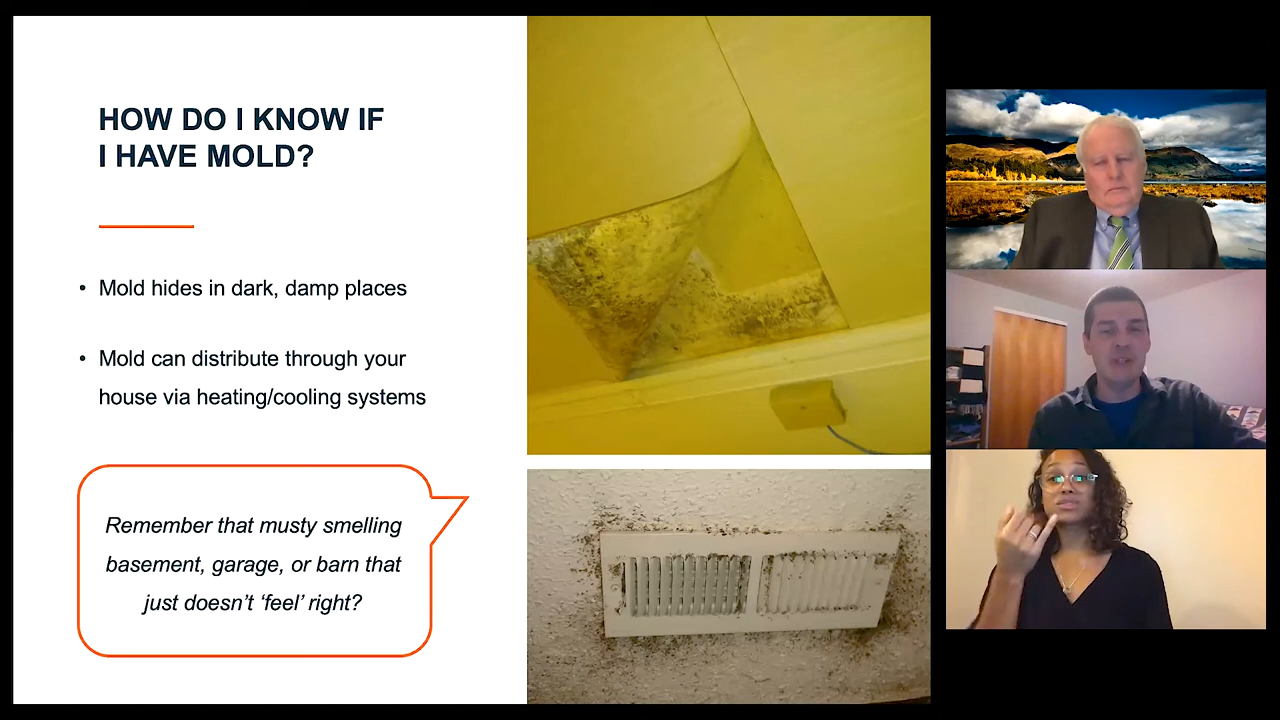 HOW DO I KNOW IF
I HAVE MOLD?
• Mold hides in dark, damp places
• Mold can distribute through your
house via heating/cooling systems
Remember that musty smelling
basement, garage, or barn that
just doesn’t ‘feel’ right?